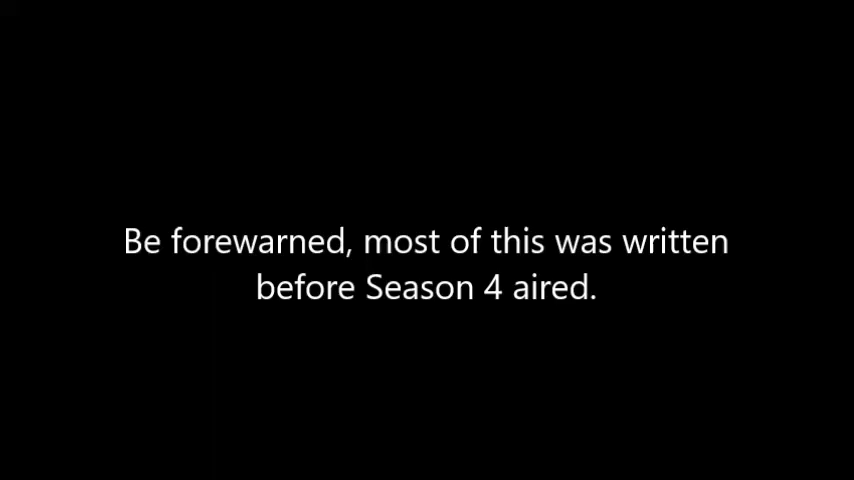 Be forewarned, most of this was written
before Season 4 aired.